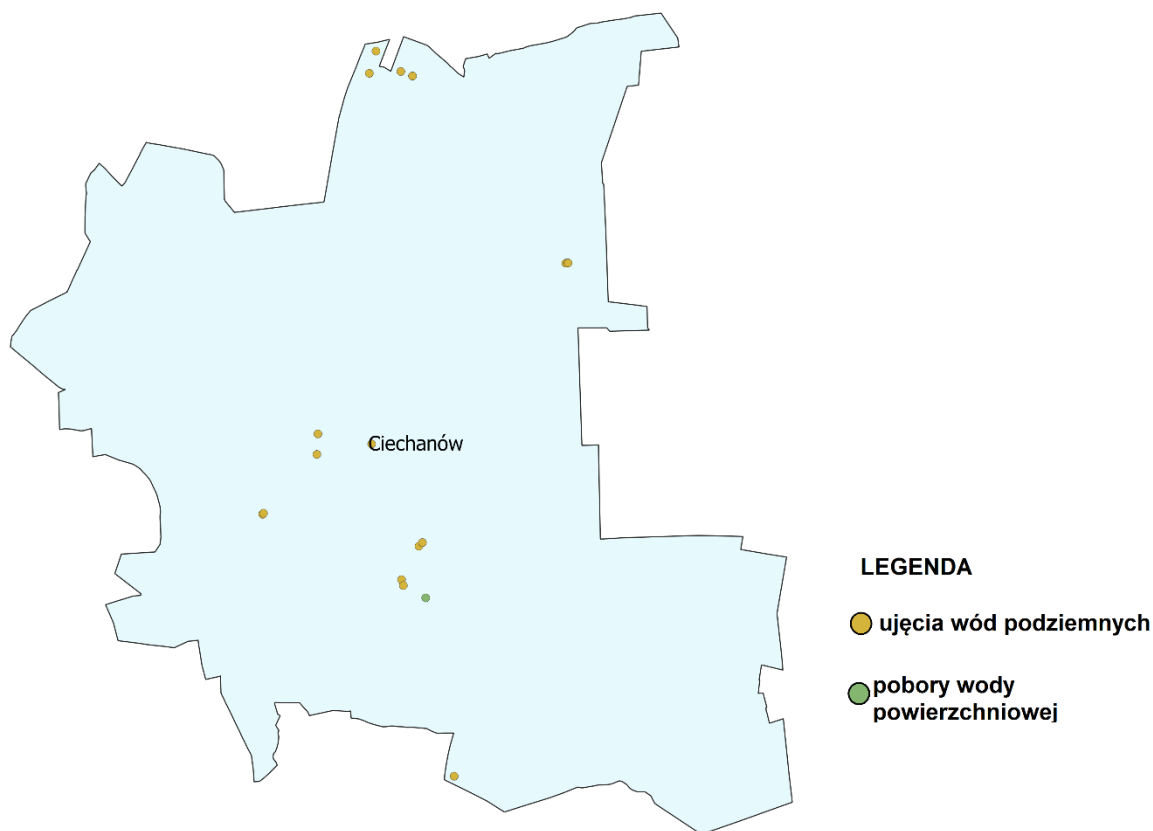 Ciechanów
LEGENDA
ujęcia wód podziemnych
pobory wody
powierzchniowej